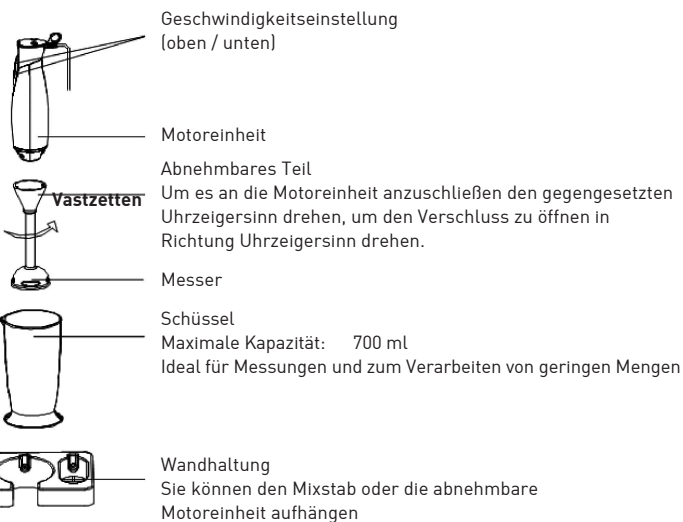 Geschwindigkeitseinstellung
(oben / unten)
Motoreinheit
Abnehmbares Teil
Vastzetten
Um es an die Motoreinheit anzuschließen den gegengesetzten
Uhrzeigersinn drehen, um den Verschluss zu öffnen in
Richtung Uhrzeigersinn drehen.
Messer
Schüssel
Maximale Kapazität: 700 ml
Ideal für Messungen und zum Verarbeiten von geringen Mengen
Wandhaltung
Sie können den Mixstab oder die abnehmbare
Motoreinheit aufhängen